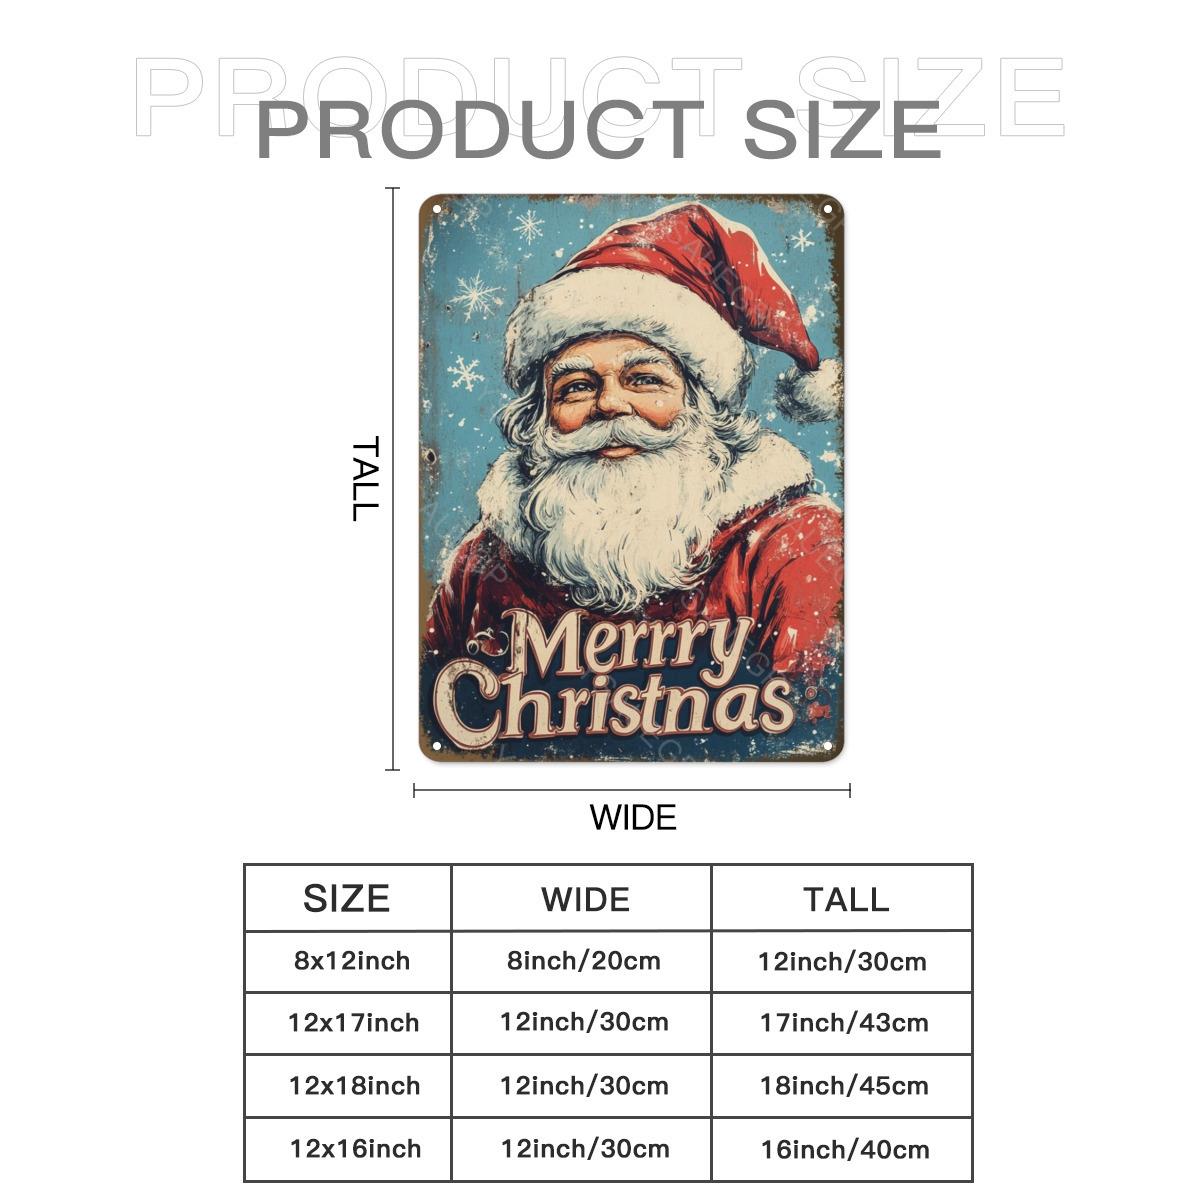 PRODUCT SIZE
PRODUCT SIZE
TALL
Merrry
Christnas
WIDE
SIZE WIDE TALL
8x12inch 8inch/20cm 12inch/30cm
12x17inch 12inch/30cm 17inch/43cm
12x18inch 12inch/30cm 18inch/45cm
12x16inch 12inch/30cm 16inch/40cm